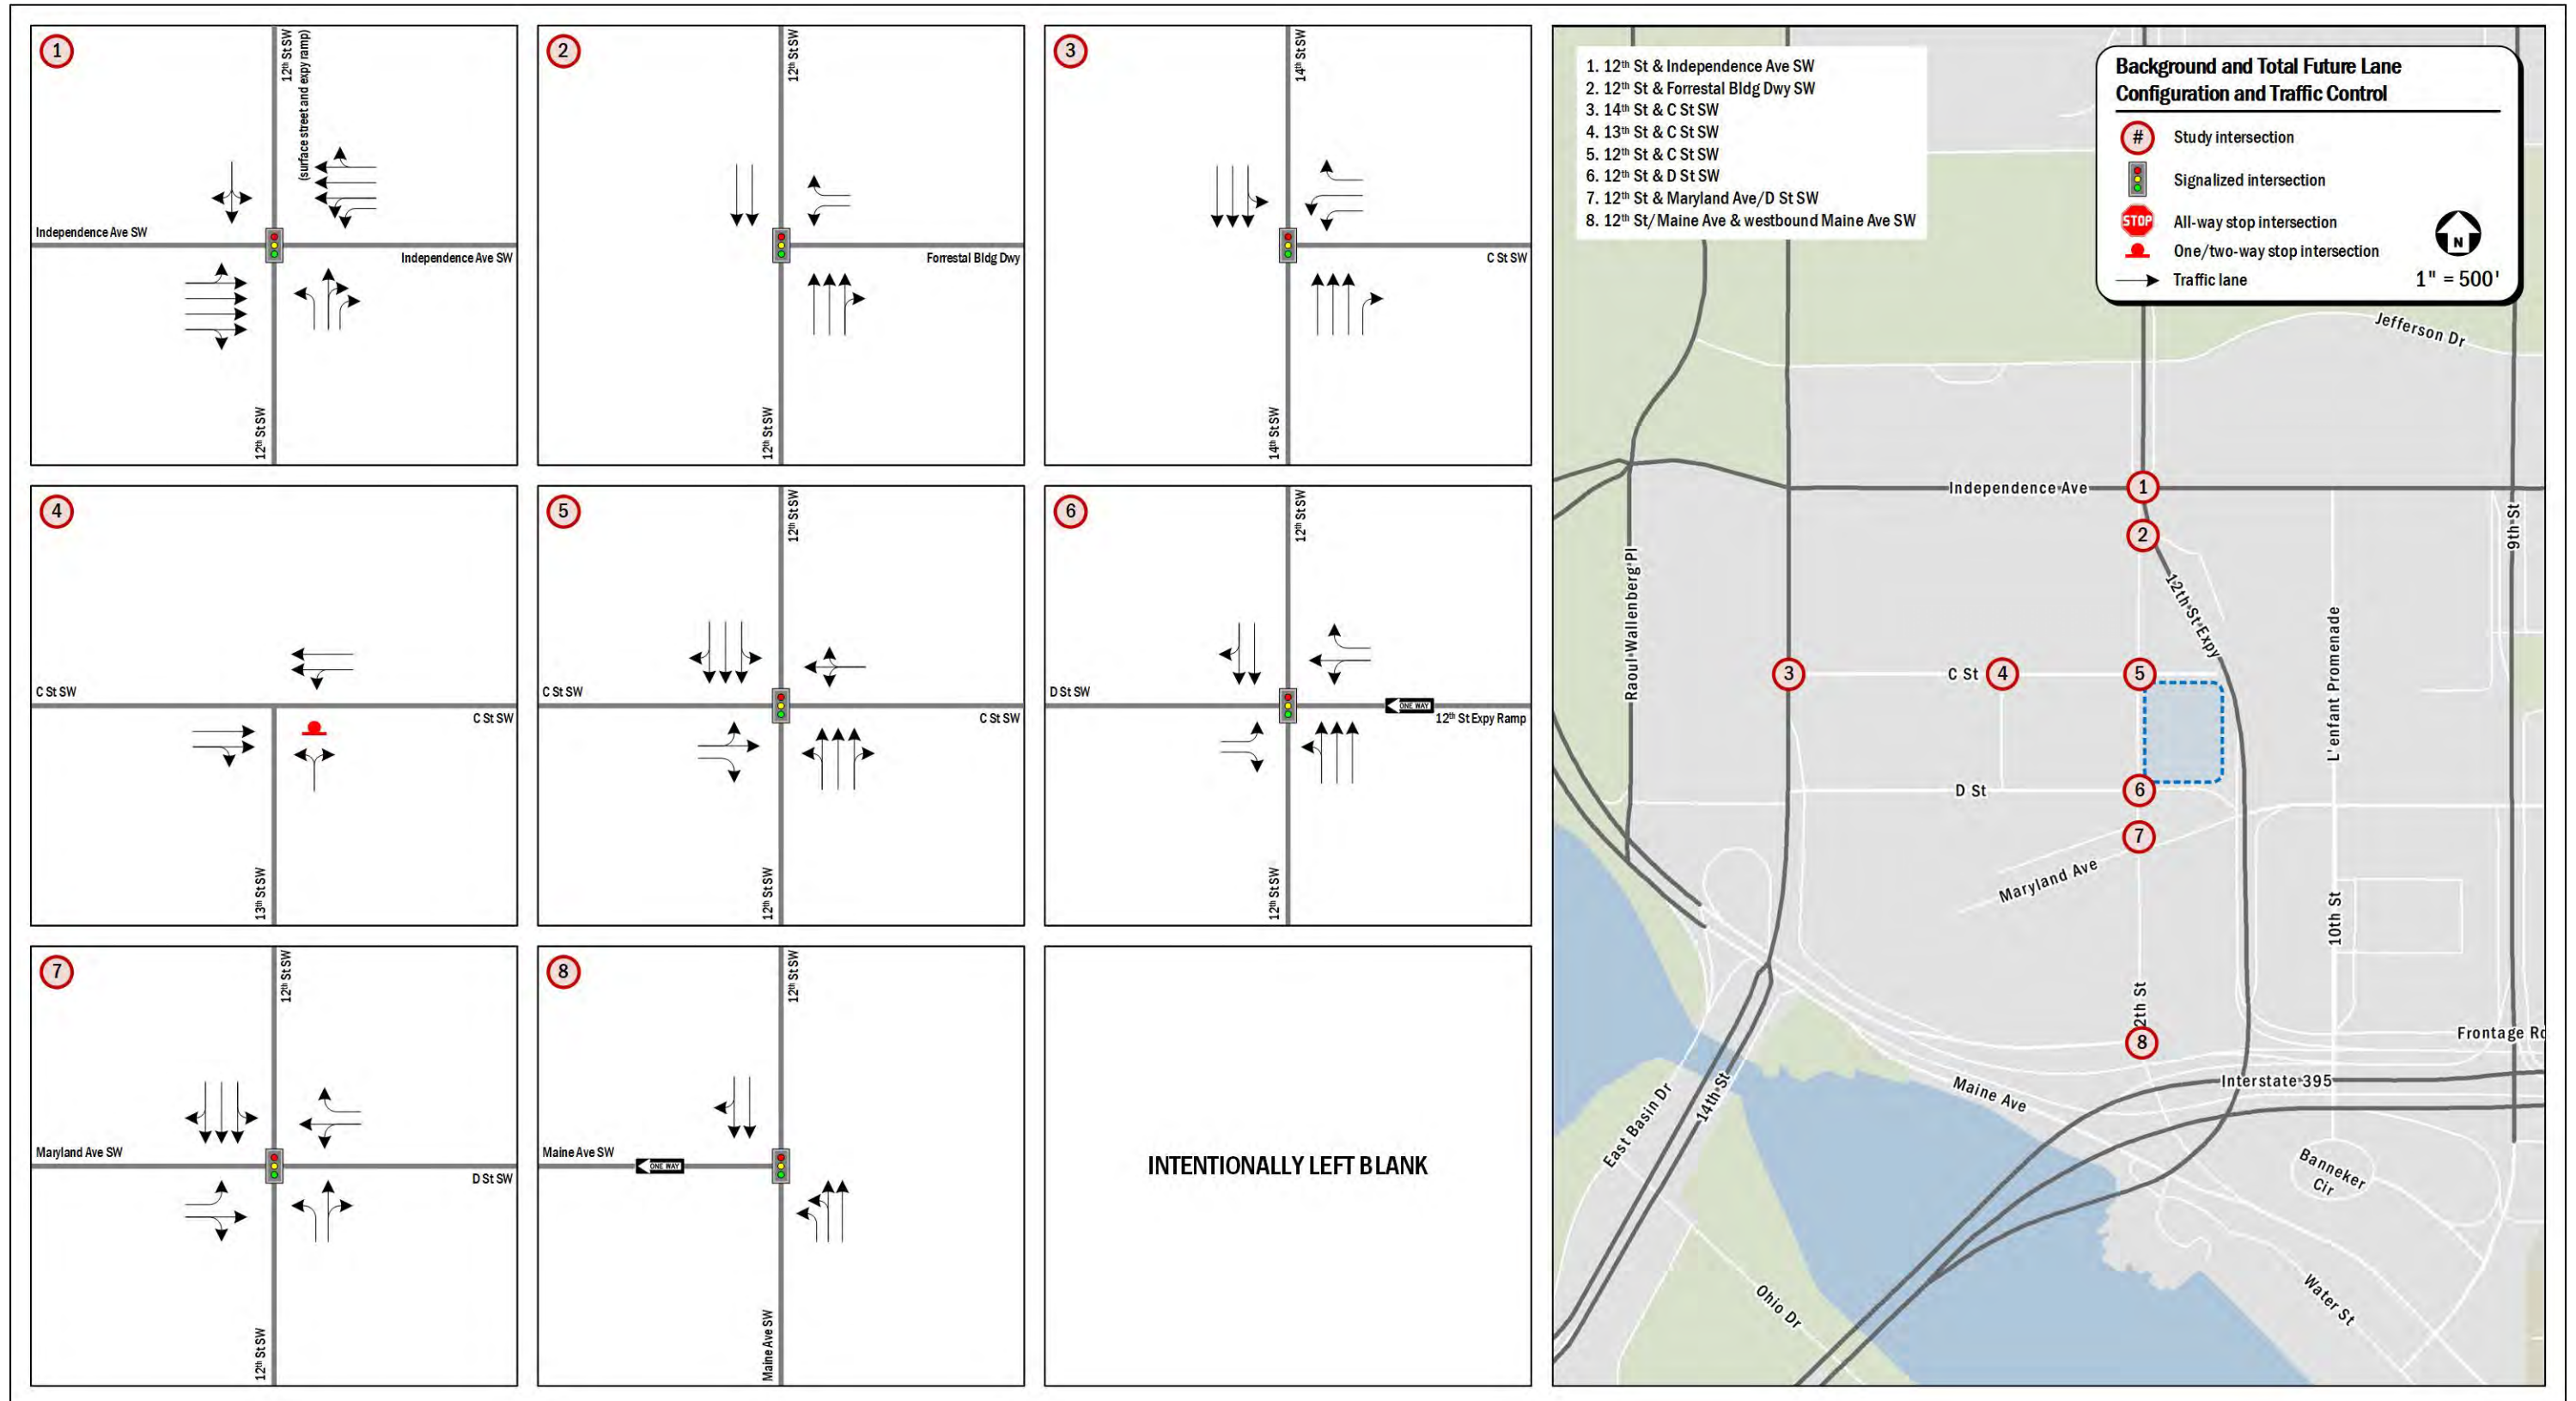 1
12th St SW
(surface street and expy ramp)
Independence Ave SW
Independence Ave SW
12th St SW
2
12th St SW
Forrestal Bldg Dwy
12th St SW
3
14th St SW
C St SW
14th St SW
4
C St SW
C St SW
13th St SW
5
12th St SW
C St SW
C St SW
12th St SW
6
12th St SW
D St SW
ONE WAY
12th St Expy Ramp
12th St SW
7
12th St SW
Maryland Ave SW
D St SW
12th St SW
8
12th St SW
Maine Ave SW
ONE WAY
Maine Ave SW
INTENTIONALLY LEFT BLANK
1. 12th St & Independence Ave SW
2. 12th St & Forrestal Bldg Dwy SW
3. 14th St & C St SW
4. 13th St & C St SW
5. 12th St & C St SW
6. 12th St & D St SW
7. 12th St & Maryland Ave/D St SW
8. 12th St/Maine Ave & westbound Maine Ave SW
Background and Total Future Lane
Configuration and Traffic Control
# Study intersection
Signalized intersection
STOP All-way stop intersection
One/two-way stop intersection
Traffic lane
N
1" = 500'
Jefferson Dr
Independence Ave
1
2
9th St
Raoul Wallenberg Pl
12th St Expy
L'enfant Promenade
3
C St
4
5
D St
6
7
Maryland Ave
10th St
2th St
8
Frontage Rd
Interstate 395
Maine Ave
East Basin Dr
14th St
Banneker
Cir
Ohio Dr
Water St